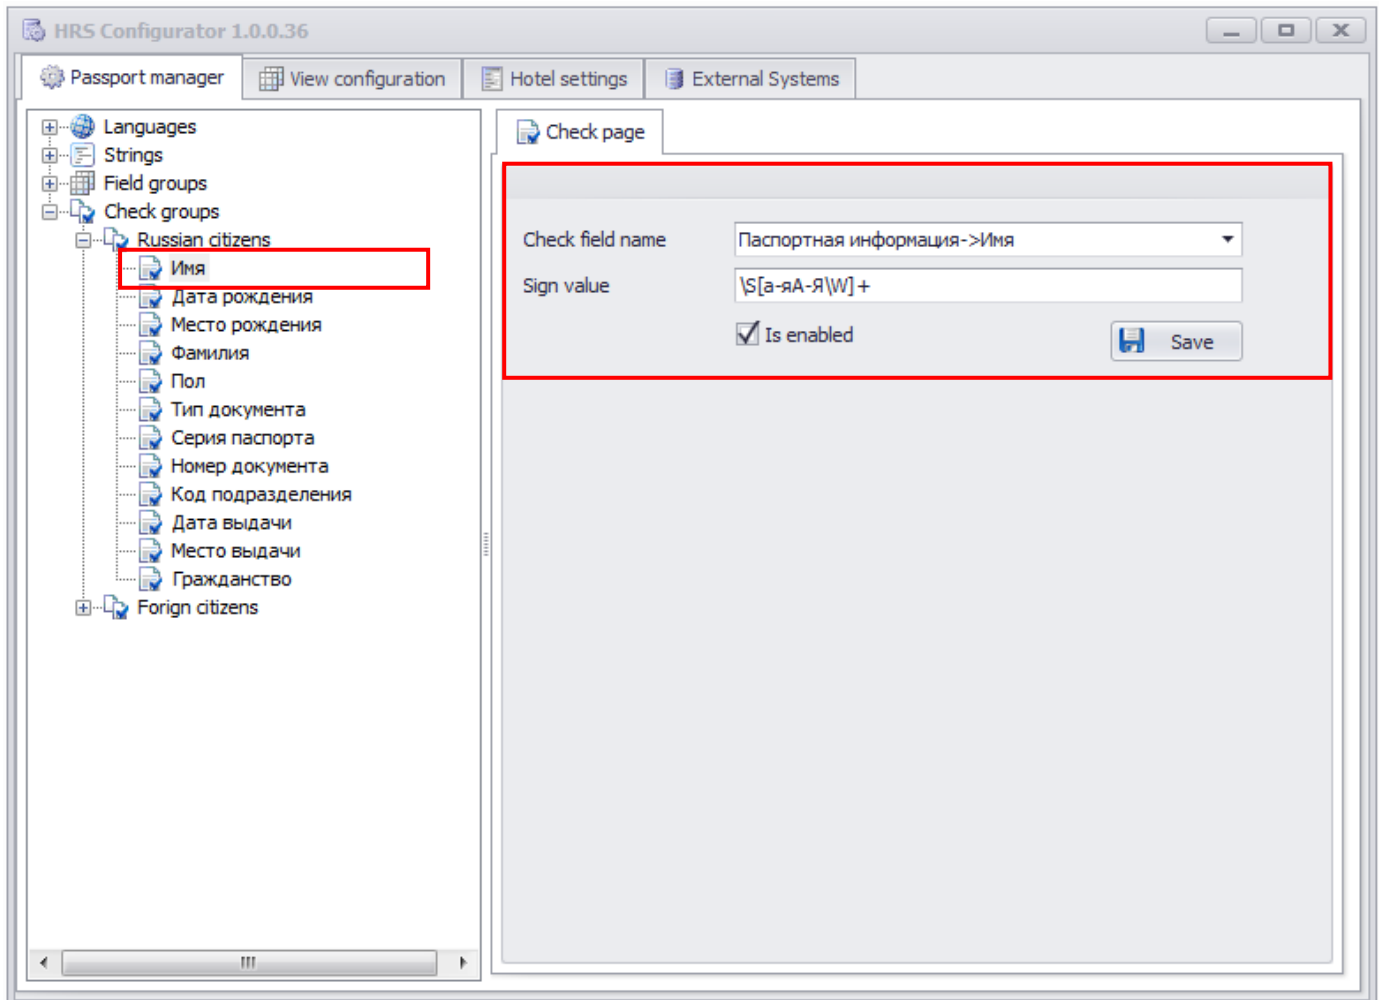 HRS Configurator 1.0.0.36
Passport manager View configuration Hotel settings External Systems
Languages
Strings
Field groups
Check groups
Russian citizens
Имя
Дата рождения
Место рождения
Фамилия
Пол
Тип документа
Серия паспорта
Номер документа
Код подразделения
Дата выдачи
Место выдачи
Гражданство
Forign citizens
Check page
Check field name Паспортная информация->Имя
Sign value \S[а-яА-Я\W]+
Is enabled Save